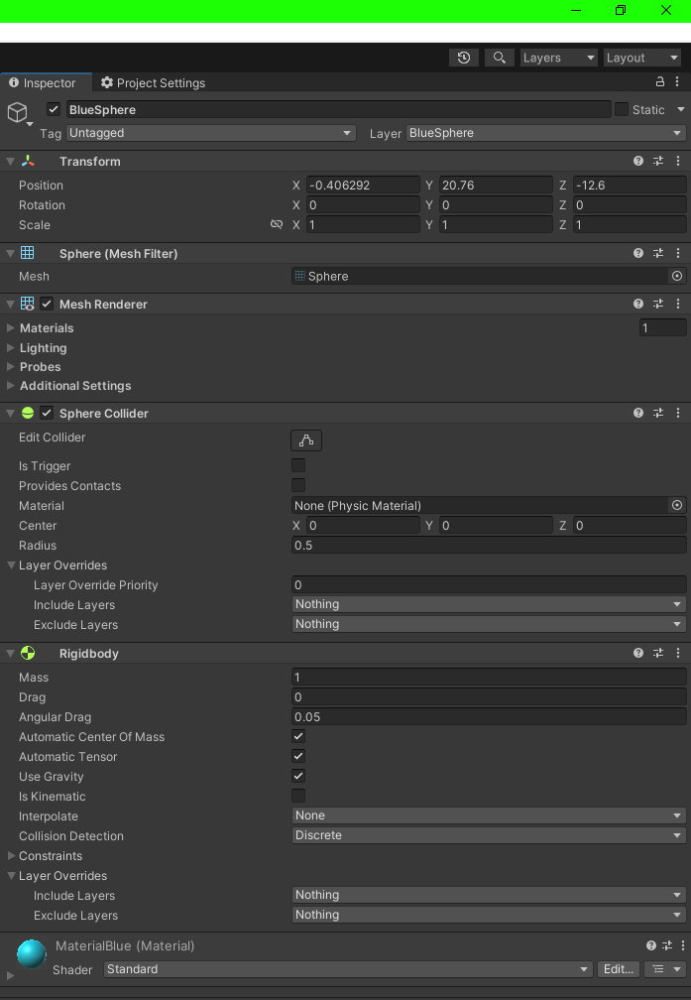 Layers Layout
Inspector Project Settings
BlueSphere Static
Tag Untagged Layer BlueSphere
Transform
Position X -0.406292 Y 20.76 Z -12.6
Rotation X 0 Y 0 Z 0
Scale X 1 Y 1 Z 1
Sphere (Mesh Filter)
Mesh Sphere
Mesh Renderer
Materials 1
Lighting
Probes
Additional Settings
Sphere Collider
Edit Collider
Is Trigger
Provides Contacts
Material None (Physic Material)
Center X 0 Y 0 Z 0
Radius 0.5
Layer Overrides
Layer Override Priority 0
Include Layers Nothing
Exclude Layers Nothing
Rigidbody
Mass 1
Drag 0
Angular Drag 0.05
Automatic Center Of Mass
Automatic Tensor
Use Gravity
Is Kinematic
Interpolate None
Collision Detection Discrete
Constraints
Layer Overrides
Include Layers Nothing
Exclude Layers Nothing
MaterialBlue (Material)
Shader Standard Edit...